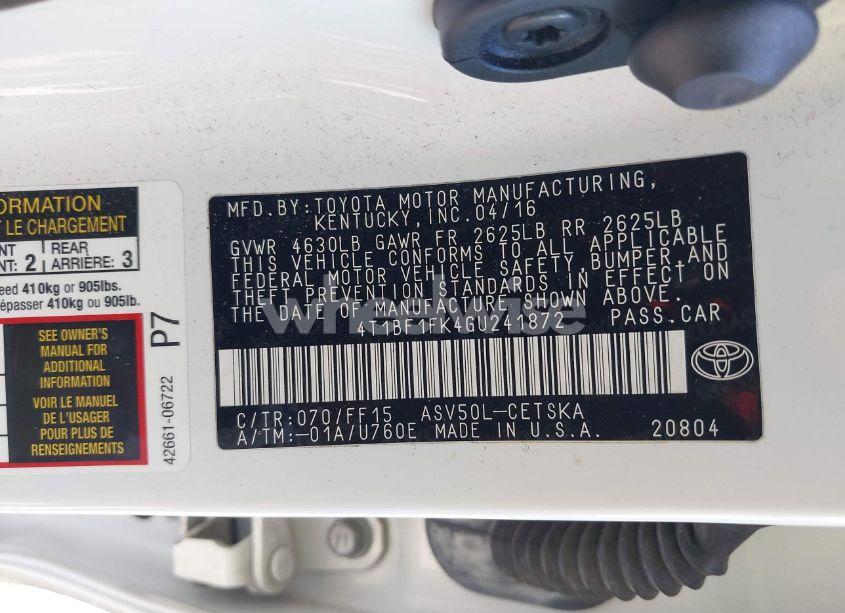 ORMATION
T LE CHARGEMENT
NT REAR
NT: 2 ARRIÈRE: 3
eed 410kg or 905lbs.
épasser 410kg ou 905lb.
SEE OWNER'S
MANUAL FOR
ADDITIONAL
INFORMATION
VOIR LE MANUEL
DE L'USAGER
POUR PLUS DE
RENSEIGNEMENTS
P7
42661-06722
MFD.BY:TOYOTA MOTOR MANUFACTURING,
KENTUCKY,INC.04/16
GVWR 4630LB GAWR FR 2625LB RR 2625LB
THIS VEHICLE CONFORMS TO ALL APPLICABLE
FEDERAL MOTOR VEHICLE SAFETY,BUMPER,AND
THEFT PREVENTION STANDARDS IN EFFECT ON
THE DATE OF MANUFACTURE SHOWN ABOVE.
4T1BF1FK4GU241872 PASS.CAR
C/TR:070/FF15 ASV50L-CETSKA
A/TM:-01A/U760E MADE IN U.S.A. 20804
wheelwise